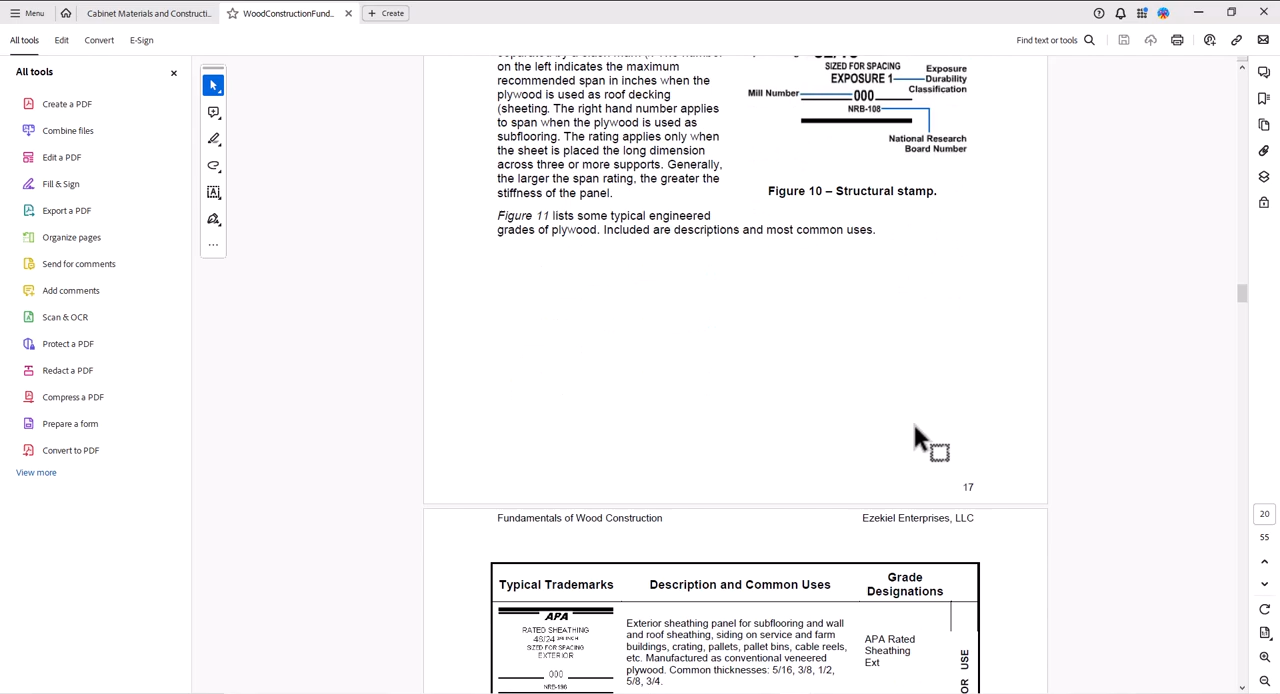 Menu
Cabinet Materials and Constructi...
WoodConstructionFund...
Create
All tools
Edit
Convert
E-Sign
Find text or tools
All tools
Create a PDF
Combine files
Edit a PDF
Fill & Sign
Export a PDF
Organize pages
Send for comments
Add comments
Scan & OCR
Protect a PDF
Redact a PDF
Compress a PDF
Prepare a form
Convert to PDF
View more
on the left indicates the maximum
recommended span in inches when the
plywood is used as roof decking
(sheeting. The right hand number applies
to span when the plywood is used as
subflooring. The rating applies only when
the sheet is placed the long dimension
across three or more supports. Generally,
the larger the span rating, the greater the
stiffness of the panel.
SIZED FOR SPACING
EXPOSURE 1
Exposure
Durability
Classification
Mill Number
000
NRB-108
National Research
Board Number
Figure 10 – Structural stamp.
Figure 11 lists some typical engineered
grades of plywood. Included are descriptions and most common uses.
17
Fundamentals of Wood Construction
Ezekiel Enterprises, LLC
Typical Trademarks
Description and Common Uses
Grade
Designations
APA
RATED SHEATHING
48/24
SIZED FOR SPACING
EXTERIOR
000
Exterior sheathing panel for subflooring and wall
and roof sheathing, siding on service and farm
buildings, crating, pallets, pallet bins, cable reels,
etc. Manufactured as conventional veneered
plywood. Common thicknesses: 5/16, 3/8, 1/2,
5/8, 3/4.
APA Rated
Sheathing
Ext
OR USE
20
55